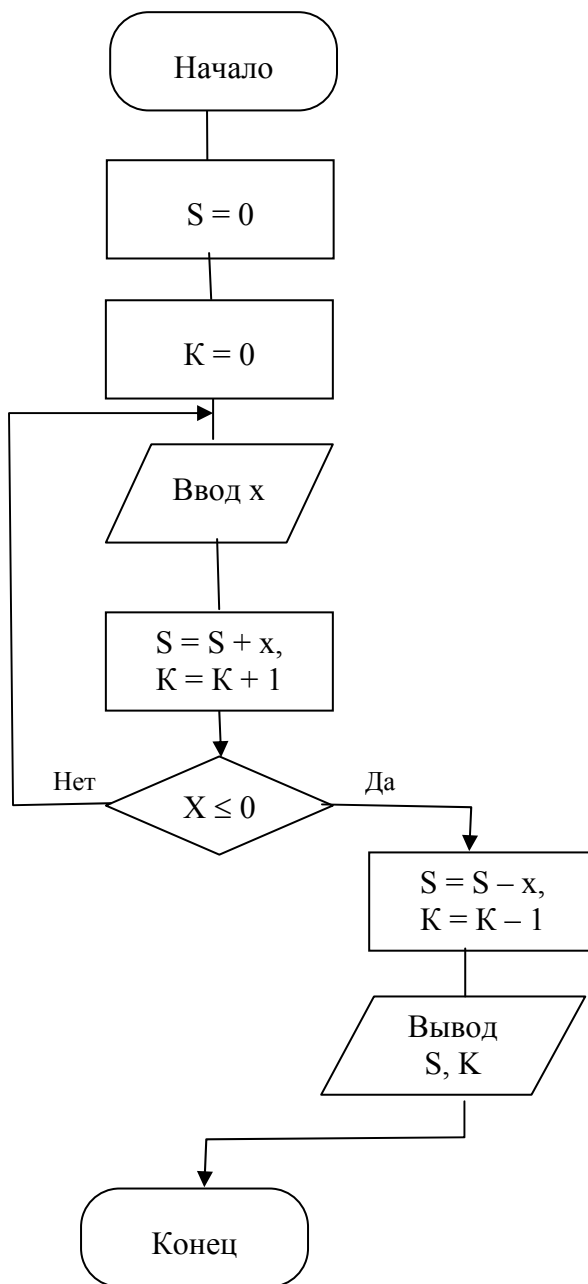 Начало
S = 0
К = 0
Ввод x
S = S + x,
К = К + 1
Нет
X ≤ 0
Да
S = S – x,
К = К – 1
Вывод
S, K
Конец